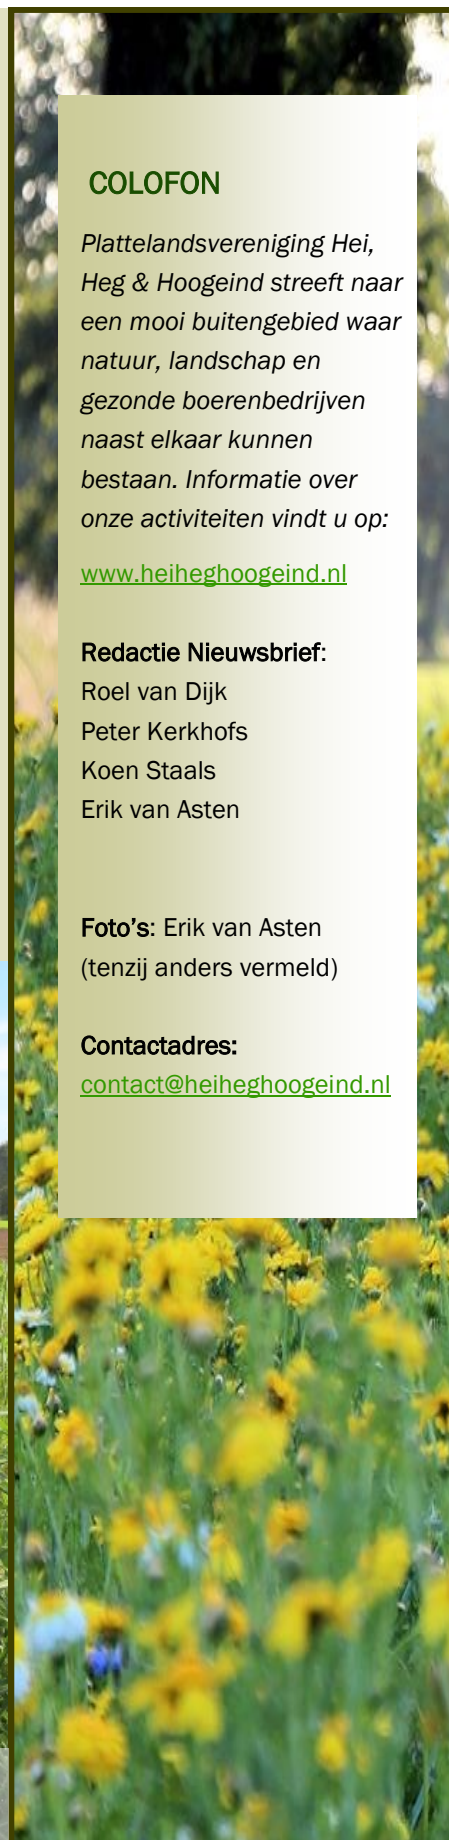 COLOFON
Plattelandsvereniging Hei,
Heg & Hoogeind streeft naar
een mooi buitengebied waar
natuur, landschap en
gezonde boerenbedrijven
naast elkaar kunnen
bestaan. Informatie over
onze activiteiten vindt u op:
www.heiheghoogeind.nl
Redactie Nieuwsbrief:
Roel van Dijk
Peter Kerkhofs
Koen Staals
Erik van Asten
Foto’s: Erik van Asten
(tenzij anders vermeld)
Contactadres:
contact@heiheghoogeind.nl